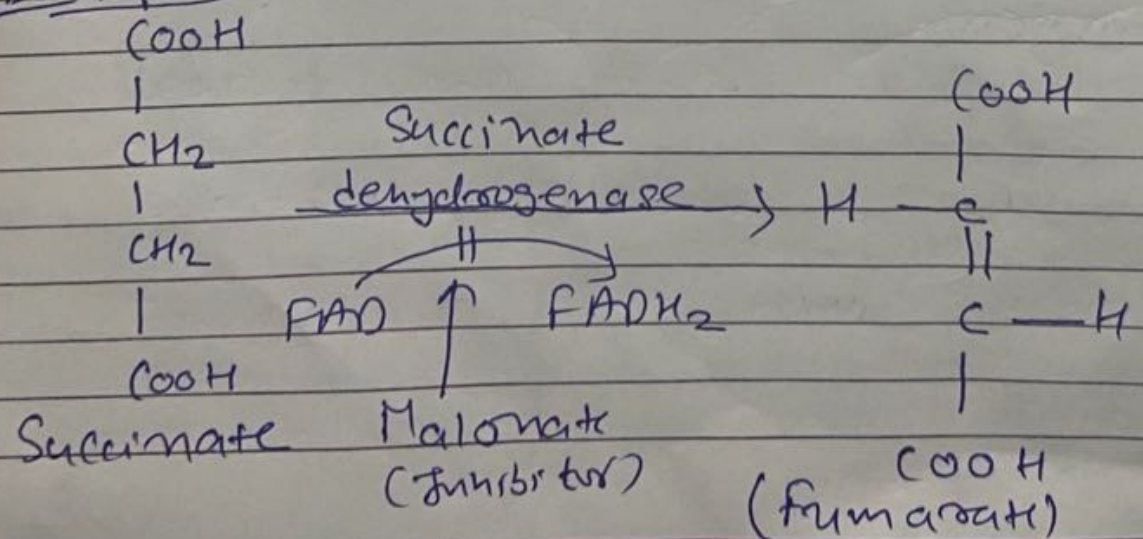 COOH
|
CH2
|
CH2
|
COOH
Succinate
Succinate
dehydrogenase
FAD
FADH2
Malonate
(Inhibitor)
COOH
|
H — C
||
C — H
|
COOH
(fumarate)